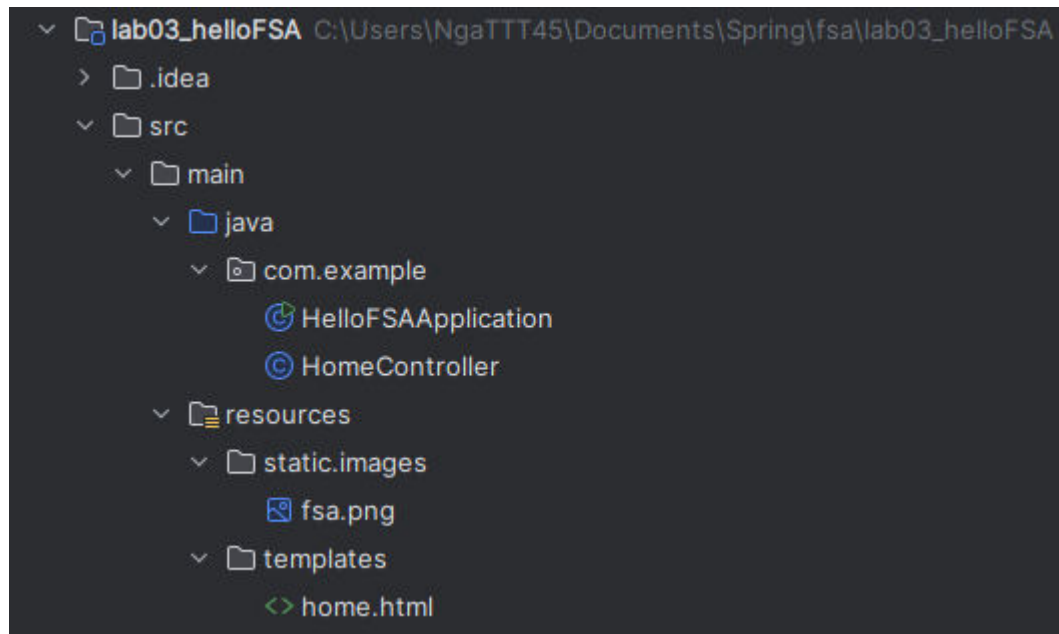 lab03_helloFSA C:\Users\NgaTTT45\Documents\Spring\fsa\lab03_helloFSA
.idea
src
main
java
com.example
HelloFSAApplication
HomeController
resources
static.images
fsa.png
templates
home.html